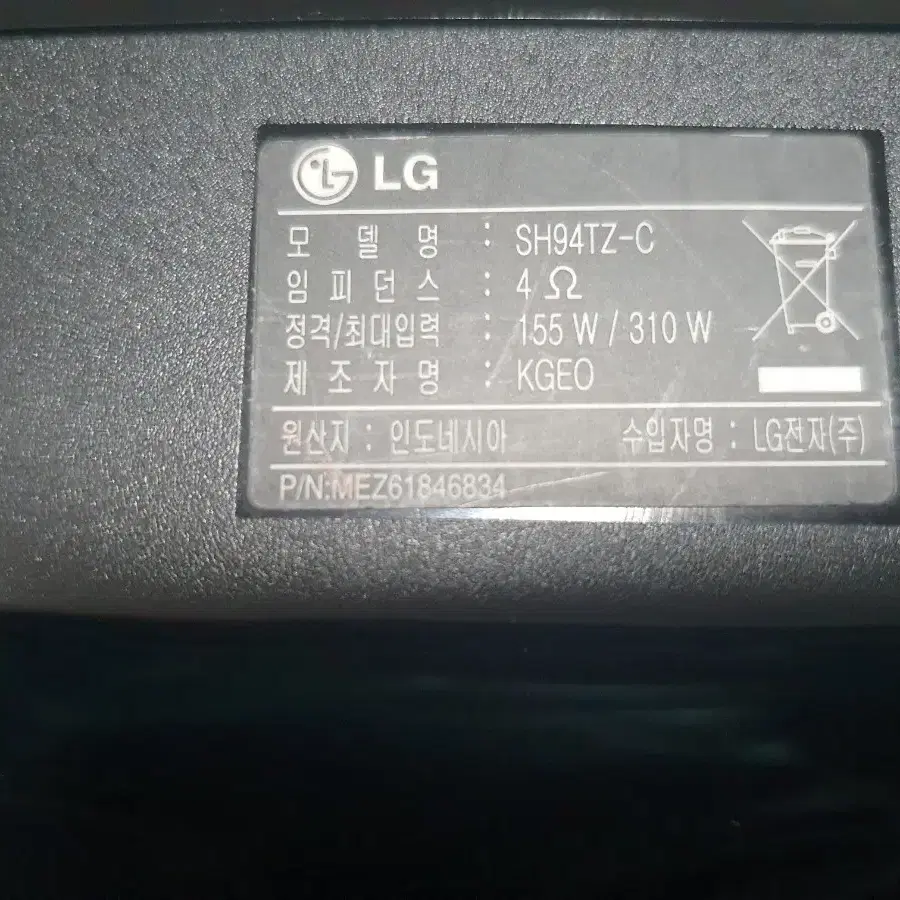 LG
모 델 명 : SH94TZ-C
임 피 던 스 : 4 Ω
정격/최대입력 : 155 W / 310 W
제 조 자 명 : KGEO
원산지 : 인도네시아 수입자명 : LG전자(주)
P/N:MEZ61846834